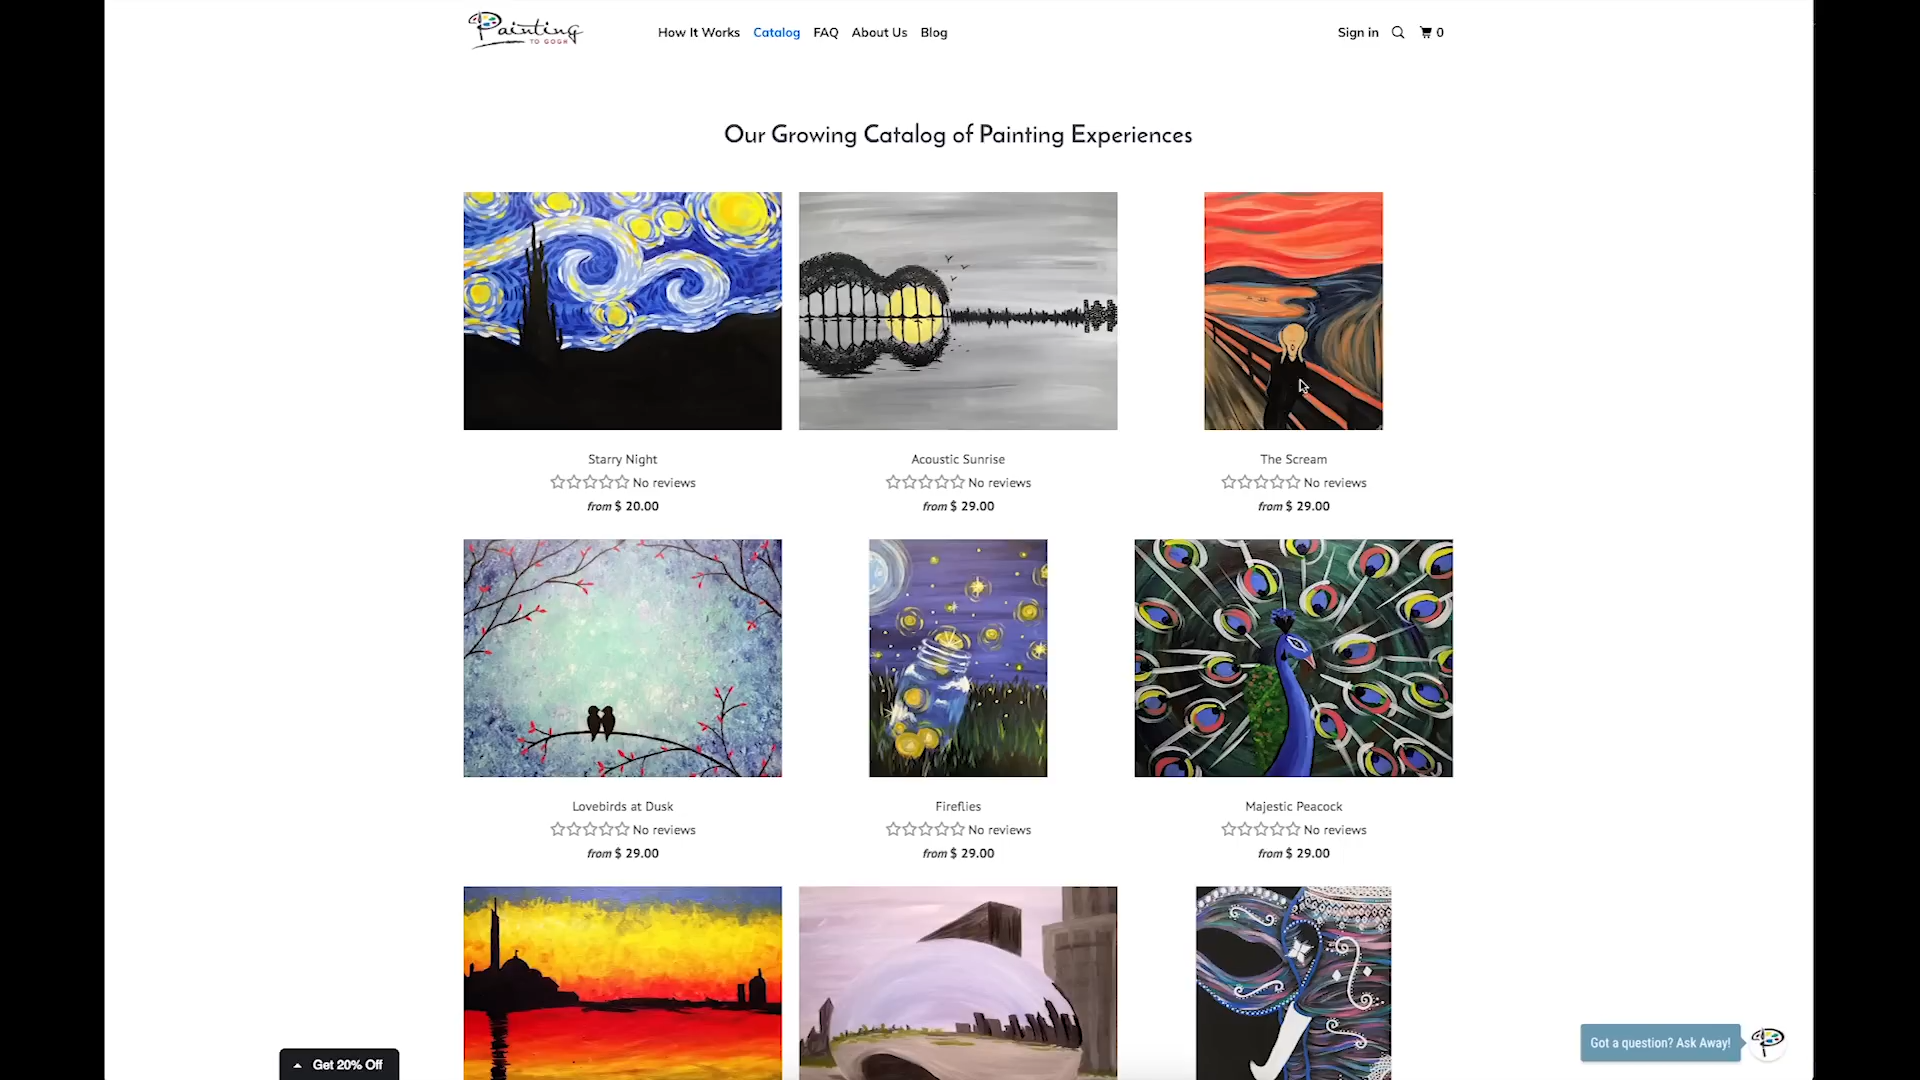 Painting
TO GOGH
How It Works Catalog FAQ About Us Blog
Sign in 0
Our Growing Catalog of Painting Experiences
Starry Night
No reviews
from $ 20.00
Acoustic Sunrise
No reviews
from $ 29.00
The Scream
No reviews
from $ 29.00
Lovebirds at Dusk
No reviews
from $ 29.00
Fireflies
No reviews
from $ 29.00
Majestic Peacock
No reviews
from $ 29.00
Get 20% Off
Got a question? Ask Away!